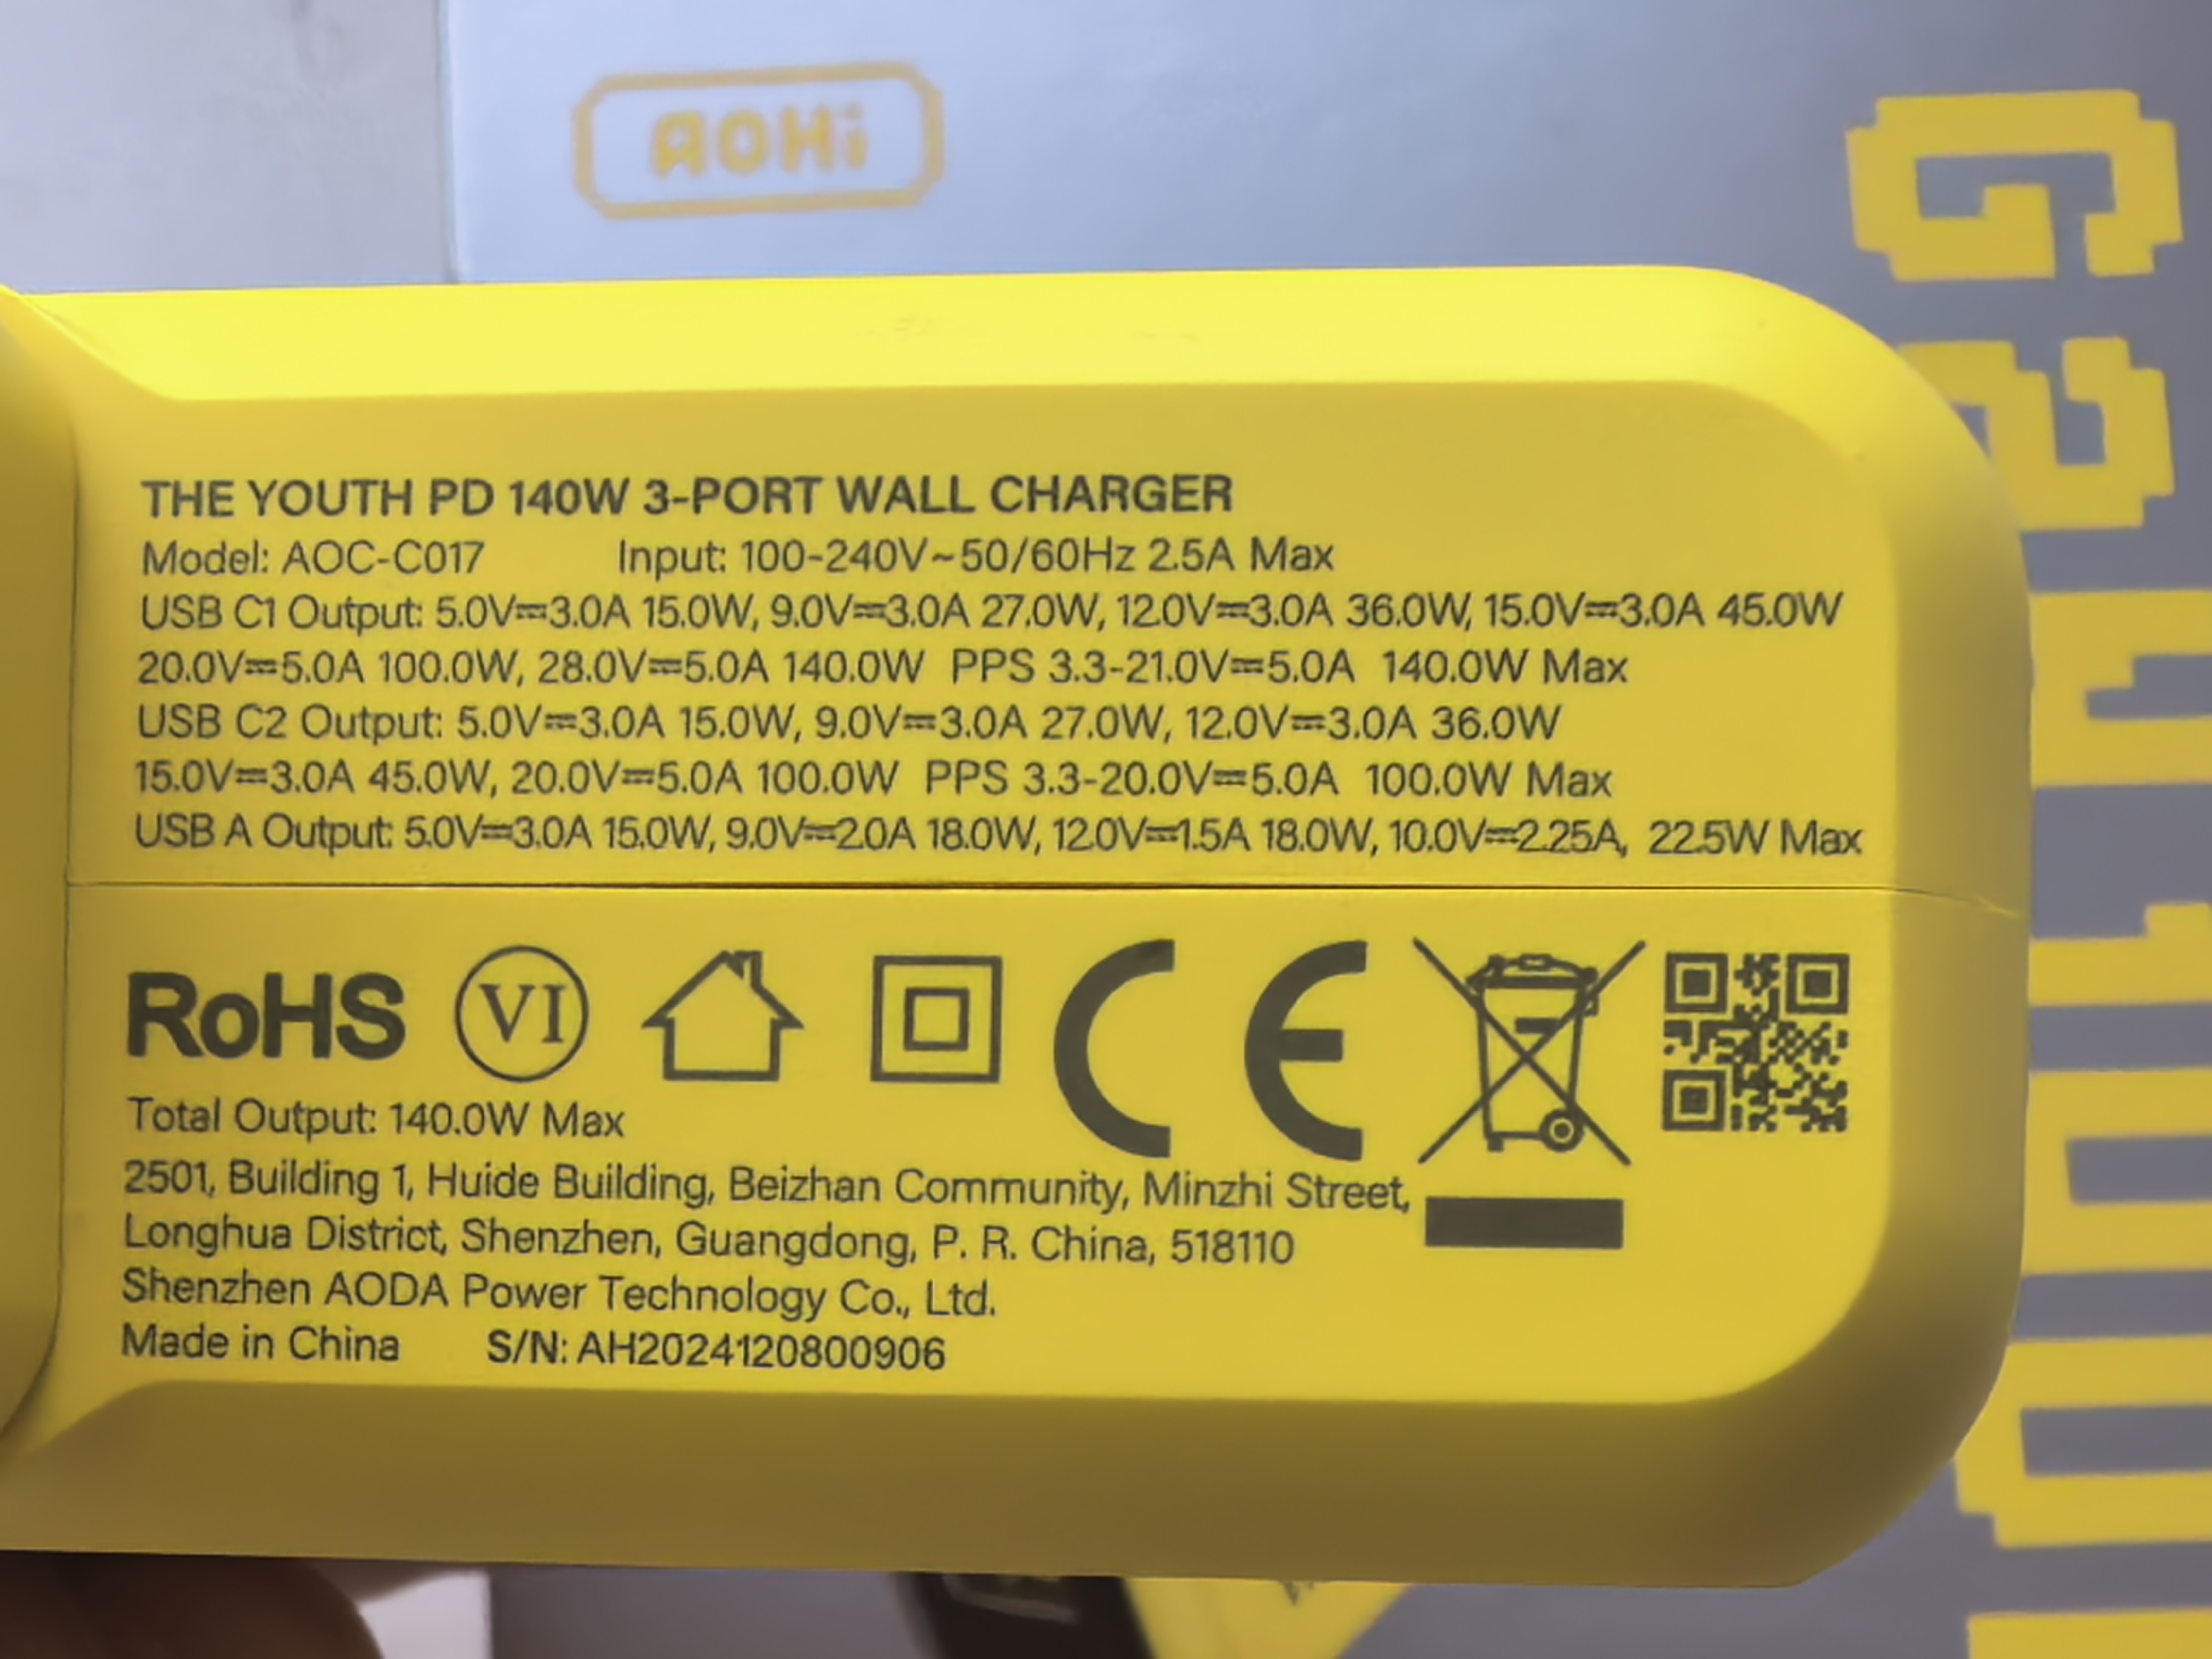 AOHi
THE YOUTH PD 140W 3-PORT WALL CHARGER
Model: AOC-C017 Input: 100-240V~50/60Hz 2.5A Max
USB C1 Output: 5.0V⎓3.0A 15.0W, 9.0V⎓3.0A 27.0W, 12.0V⎓3.0A 36.0W, 15.0V⎓3.0A 45.0W
20.0V⎓5.0A 100.0W, 28.0V⎓5.0A 140.0W PPS 3.3-21.0V⎓5.0A 140.0W Max
USB C2 Output: 5.0V⎓3.0A 15.0W, 9.0V⎓3.0A 27.0W, 12.0V⎓3.0A 36.0W
15.0V⎓3.0A 45.0W, 20.0V⎓5.0A 100.0W PPS 3.3-20.0V⎓5.0A 100.0W Max
USB A Output: 5.0V⎓3.0A 15.0W, 9.0V⎓2.0A 18.0W, 12.0V⎓1.5A 18.0W, 10.0V⎓2.25A, 22.5W Max
RoHS VI CE
Total Output: 140.0W Max
2501, Building 1, Huide Building, Beizhan Community, Minzhi Street,
Longhua District, Shenzhen, Guangdong, P. R. China, 518110
Shenzhen AODA Power Technology Co., Ltd.
Made in China S/N: AH2024120800906